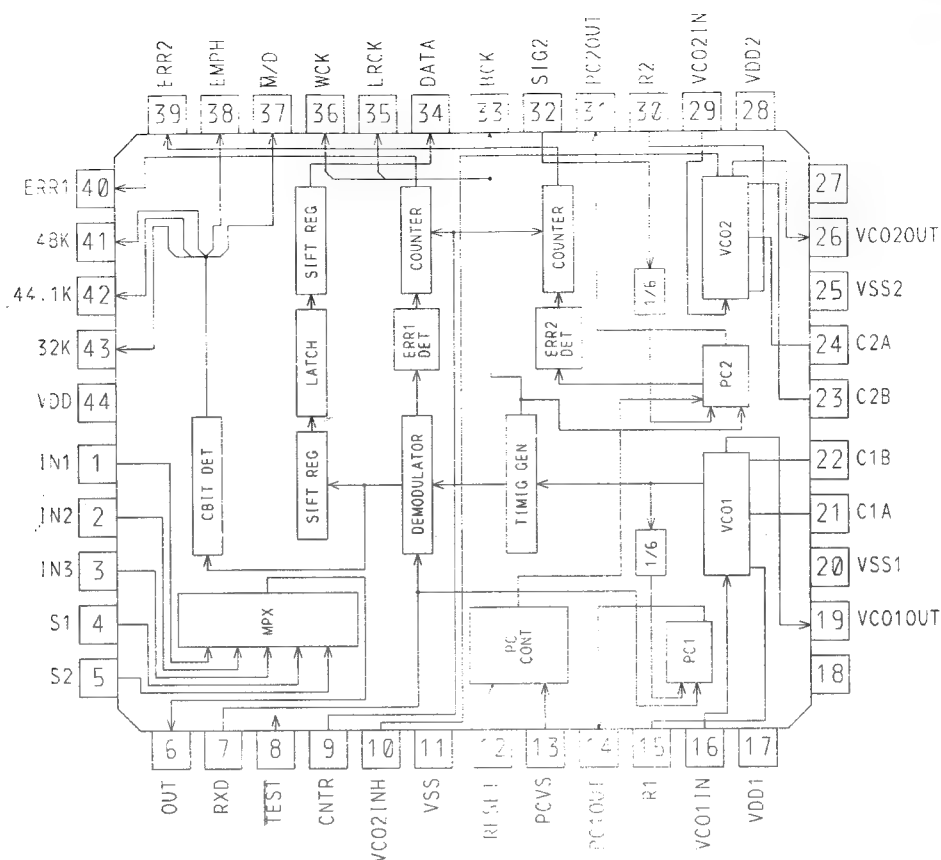 ERR2
EMPH
M/D
WCK
LRCK
DATA
BCK
SIG2
PC2OUT
R2
VCO2IN
VDD2
39
38
37
36
35
34
33
32
31
30
29
28
ERR1 40
48K 41
44.1K 42
32K 43
VDD 44
IN1 1
IN2 2
IN3 3
S1 4
S2 5
SIFT REG
LATCH
SIFT REG
CBIT DET
COUNTER
ERR1 DET
DEMODULATOR
COUNTER
ERR2 DET
TIMIG GEN
1/6
VCO2
PC2
VCO1
1/6
PC1
PC CONT
MPX
27
26 VCO2OUT
25 VSS2
24 C2A
23 C2B
22 C1B
21 C1A
20 VSS1
19 VCO1OUT
18
6
7
8
9
10
11
12
13
14
15
16
17
OUT
RXD
TEST
CNTR
VCO2INH
VSS
RESET
PCVS
PC1OUT
R1
VCO1IN
VDD1